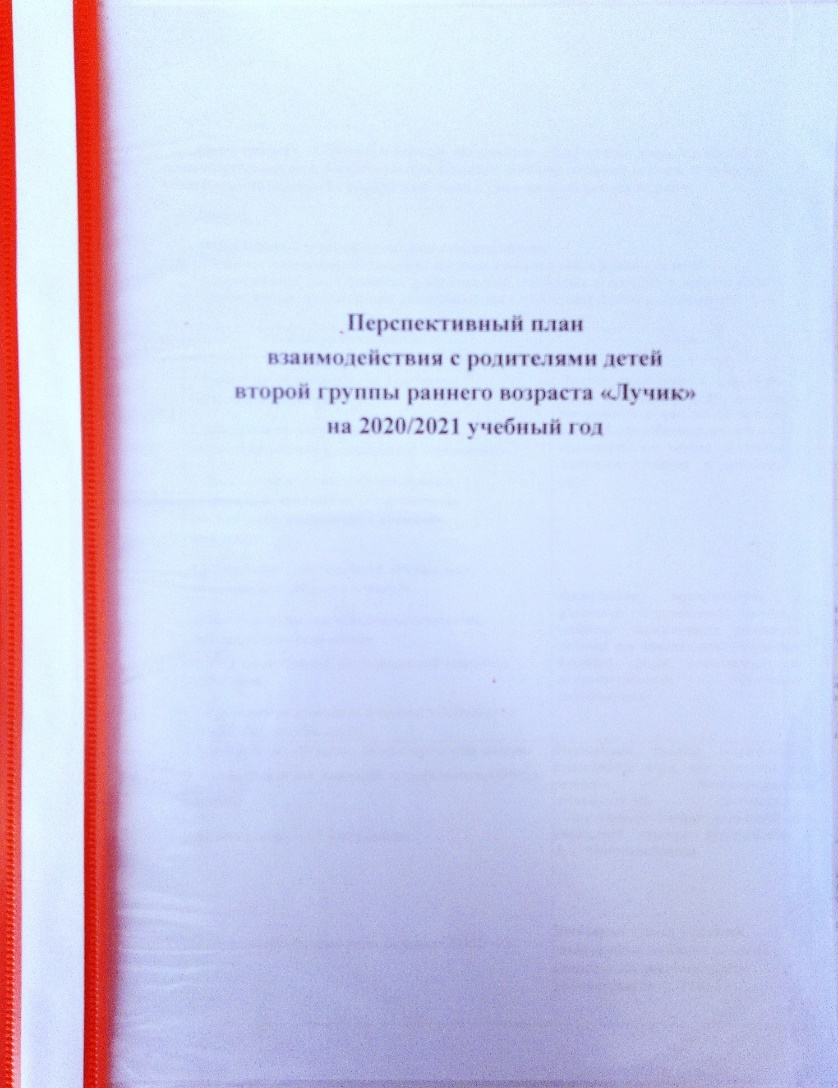 Перспективный план
взаимодействия с родителями детей
второй группы раннего возраста «Лучик»
на 2020/2021 учебный год